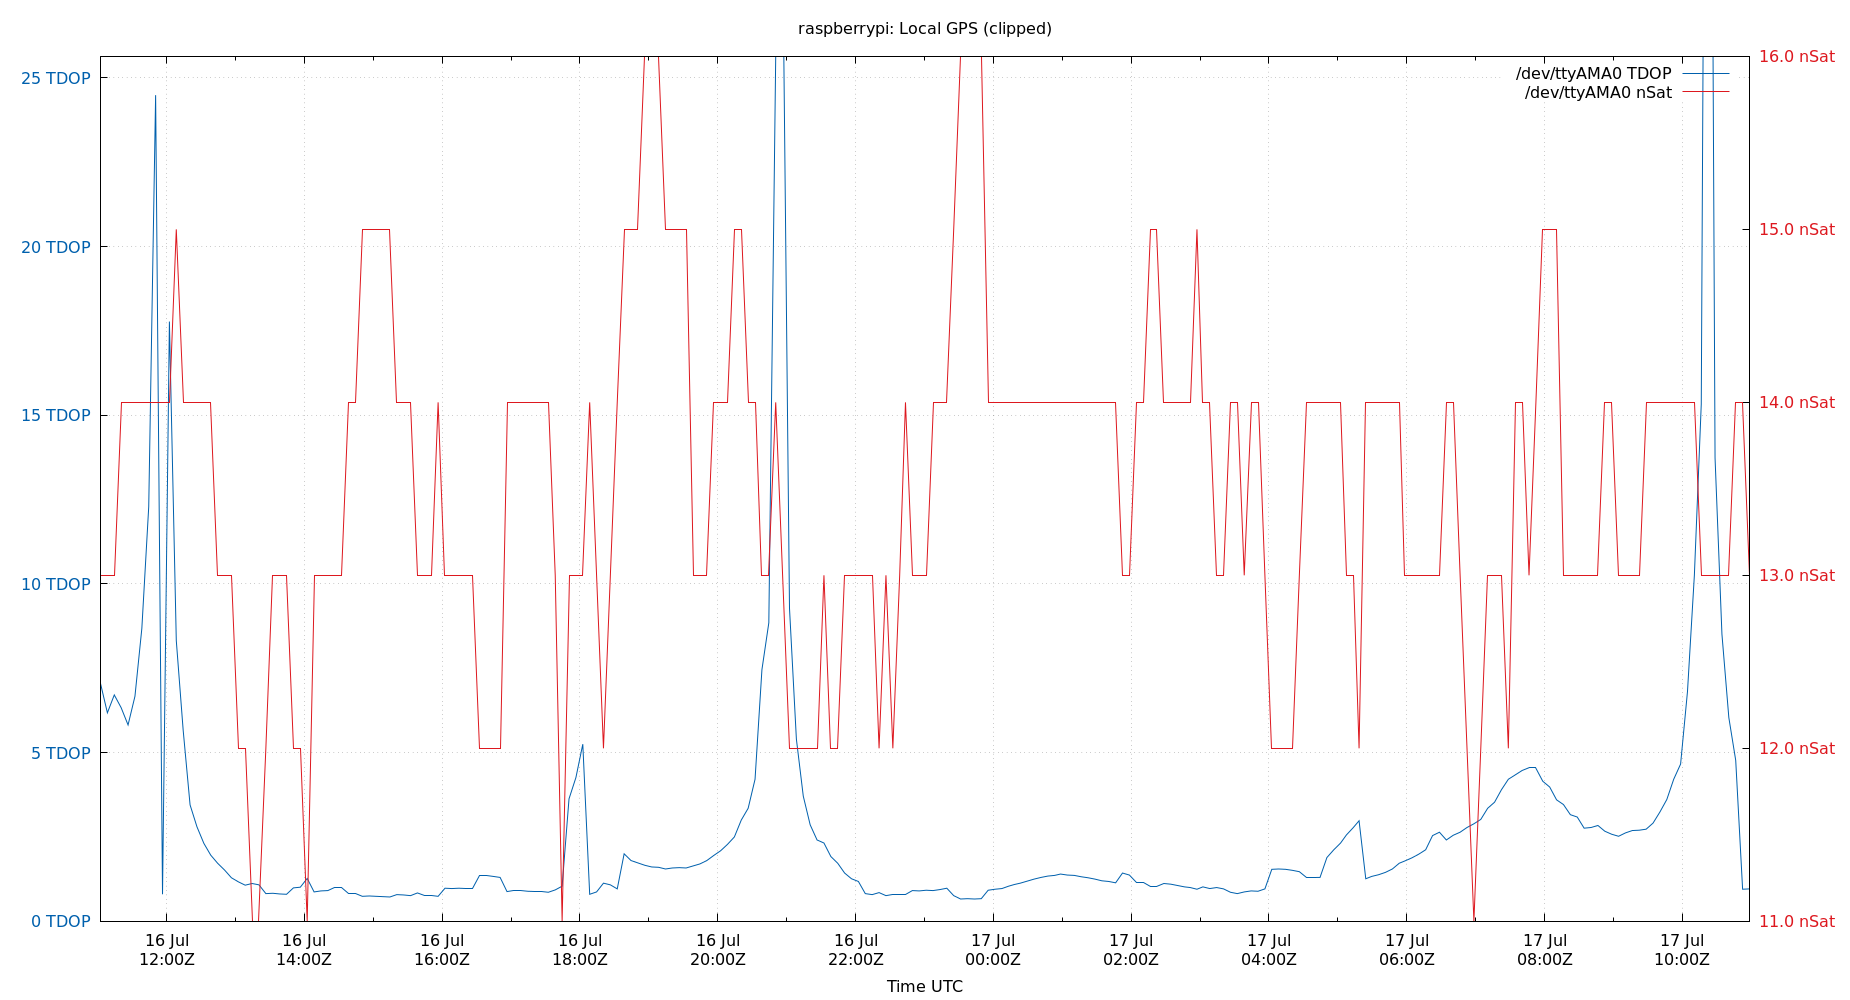 raspberrypi: Local GPS (clipped)
25 TDOP
20 TDOP
15 TDOP
10 TDOP
5 TDOP
0 TDOP
/dev/ttyAMA0 TDOP
/dev/ttyAMA0 nSat
16.0 nSat
15.0 nSat
14.0 nSat
13.0 nSat
12.0 nSat
11.0 nSat
16 Jul
12:00Z
16 Jul
14:00Z
16 Jul
16:00Z
16 Jul
18:00Z
16 Jul
20:00Z
16 Jul
22:00Z
17 Jul
00:00Z
17 Jul
02:00Z
17 Jul
04:00Z
17 Jul
06:00Z
17 Jul
08:00Z
17 Jul
10:00Z
Time UTC